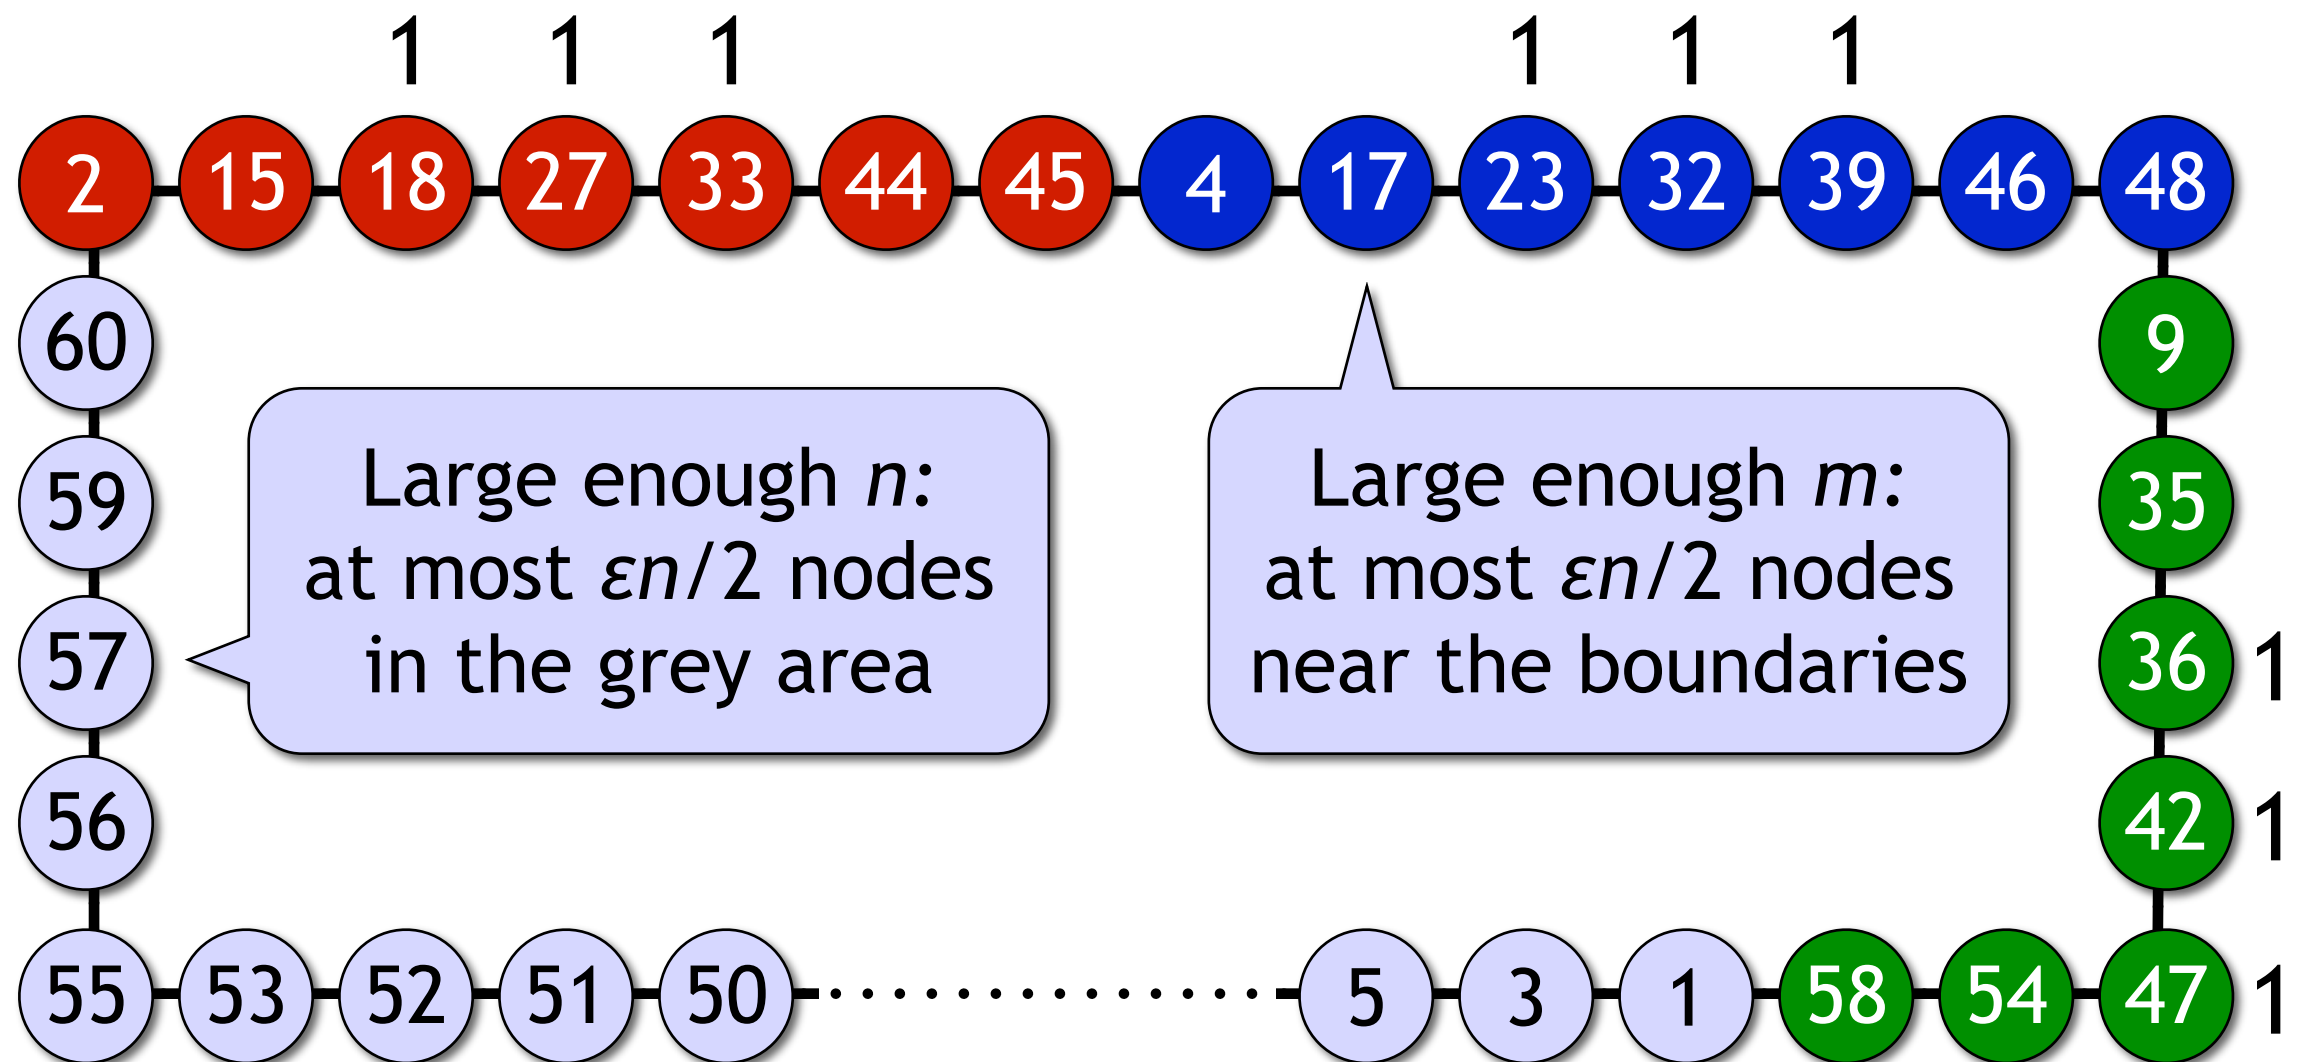 1 1 1 1 1 1
2 15 18 27 33 44 45 4 17 23 32 39 46 48
60 9
Large enough n:
at most εn/2 nodes
in the grey area
Large enough m:
at most εn/2 nodes
near the boundaries
59 35
57 36 1
56 42 1
55 53 52 51 50 5 3 1 58 54 47 1